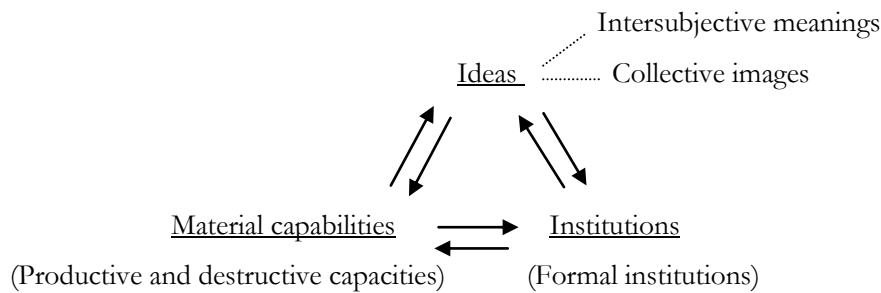 Intersubjective meanings
Ideas
Collective images
Material capabilities
Institutions
(Productive and destructive capacities)
(Formal institutions)